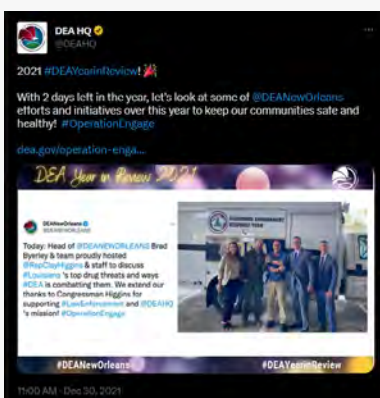 DEA HQ
@DEAHQ
2021 #DEAYearinReview!
With 2 days left in the year, let's look at some of @DEANewOrleans
efforts and initiatives over this year to keep our communities safe and
healthy! #OperationEngage
dea.gov/operation-enga...
DEA Year in Review 2021
DEANewOrleans
@DEANEWORLEANS
Today: Head of @DEANEWORLEANS Brad
Byerley & team proudly hosted
@RepClayHiggins & staff to discuss
#Louisiana 's top drug threats and ways
#DEA is combatting them. We extend our
thanks to Congressman Higgins for
supporting #LawEnforcement and @DEAHQ
's mission! #OperationEngage
#DEANewOrleans
#DEAYearinReview
11:00 AM · Dec 30, 2021